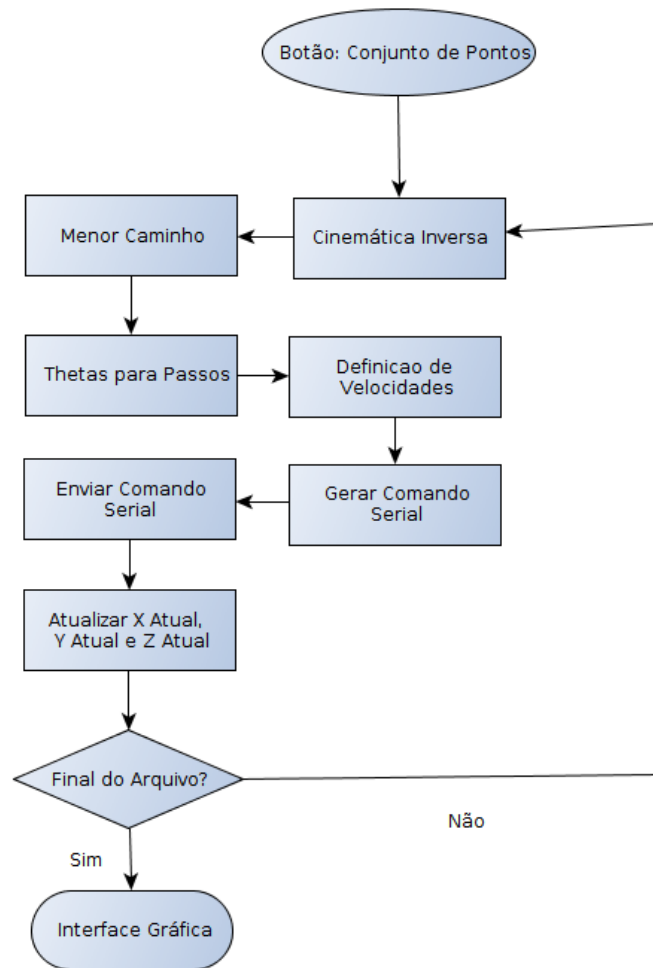 Botão: Conjunto de Pontos
Cinemática Inversa
Menor Caminho
Thetas para Passos
Definicao de
Velocidades
Gerar Comando
Serial
Enviar Comando
Serial
Atualizar X Atual,
Y Atual e Z Atual
Final do Arquivo?
Não
Sim
Interface Gráfica